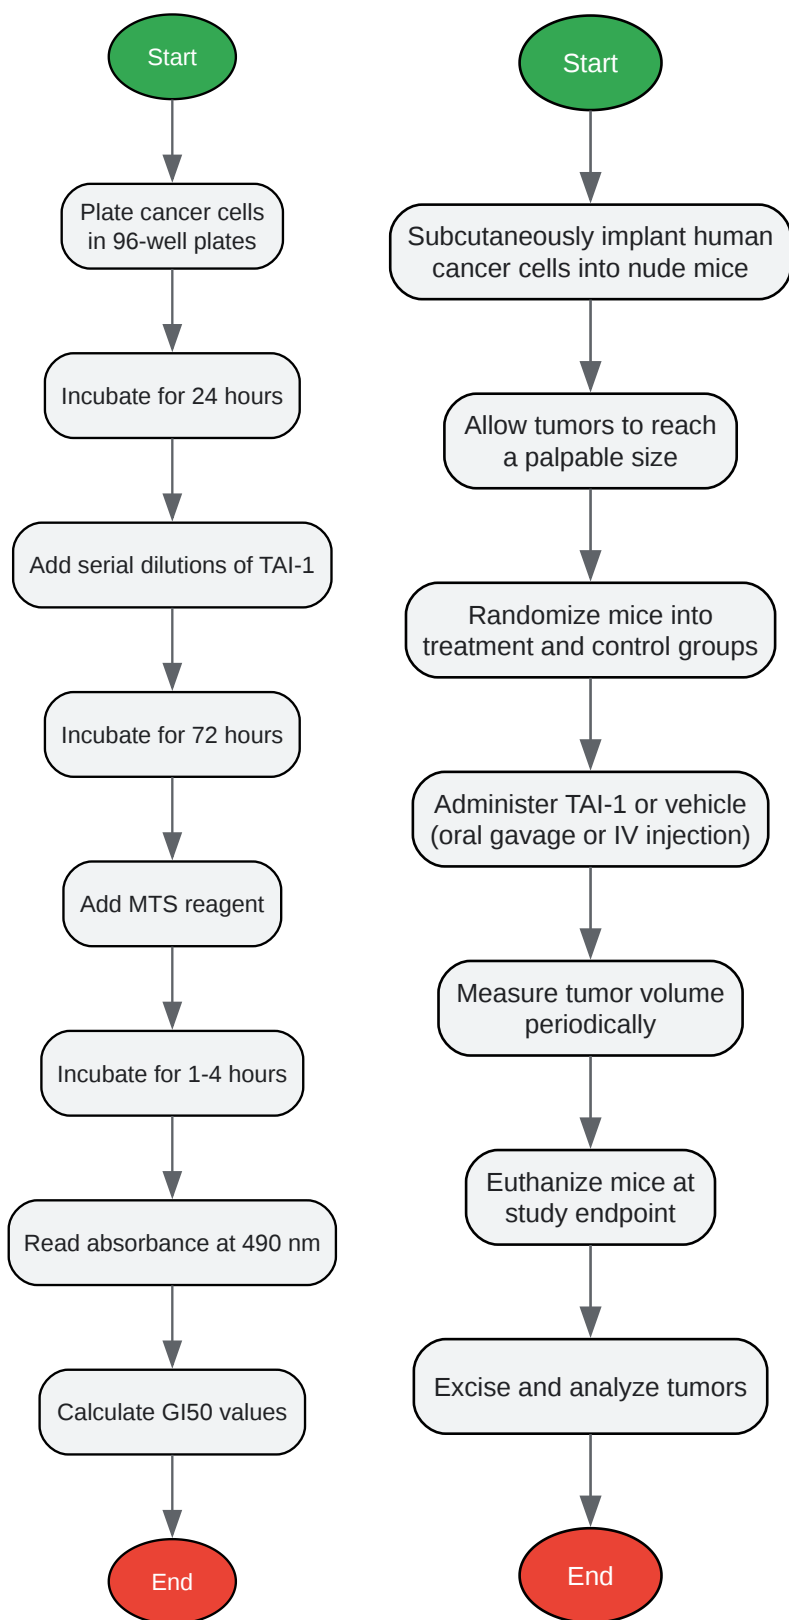 Start
Plate cancer cells
in 96-well plates
Incubate for 24 hours
Add serial dilutions of TAI-1
Incubate for 72 hours
Add MTS reagent
Incubate for 1-4 hours
Read absorbance at 490 nm
Calculate GI50 values
End
Start
Subcutaneously implant human
cancer cells into nude mice
Allow tumors to reach
a palpable size
Randomize mice into
treatment and control groups
Administer TAI-1 or vehicle
(oral gavage or IV injection)
Measure tumor volume
periodically
Euthanize mice at
study endpoint
Excise and analyze tumors
End